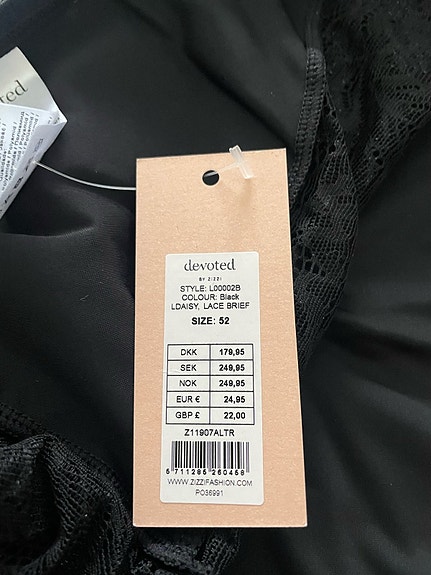 devoted
devoted
BY ZIZZI
STYLE: L00002B
COLOUR: Black
LDAISY, LACE BRIEF
SIZE: 52
DKK 179,95
SEK 249,95
NOK 249,95
EUR € 24,95
GBP £ 22,00
Z11907ALTR
5 711285 260458
WWW.ZIZZIFASHION.COM
PO36991